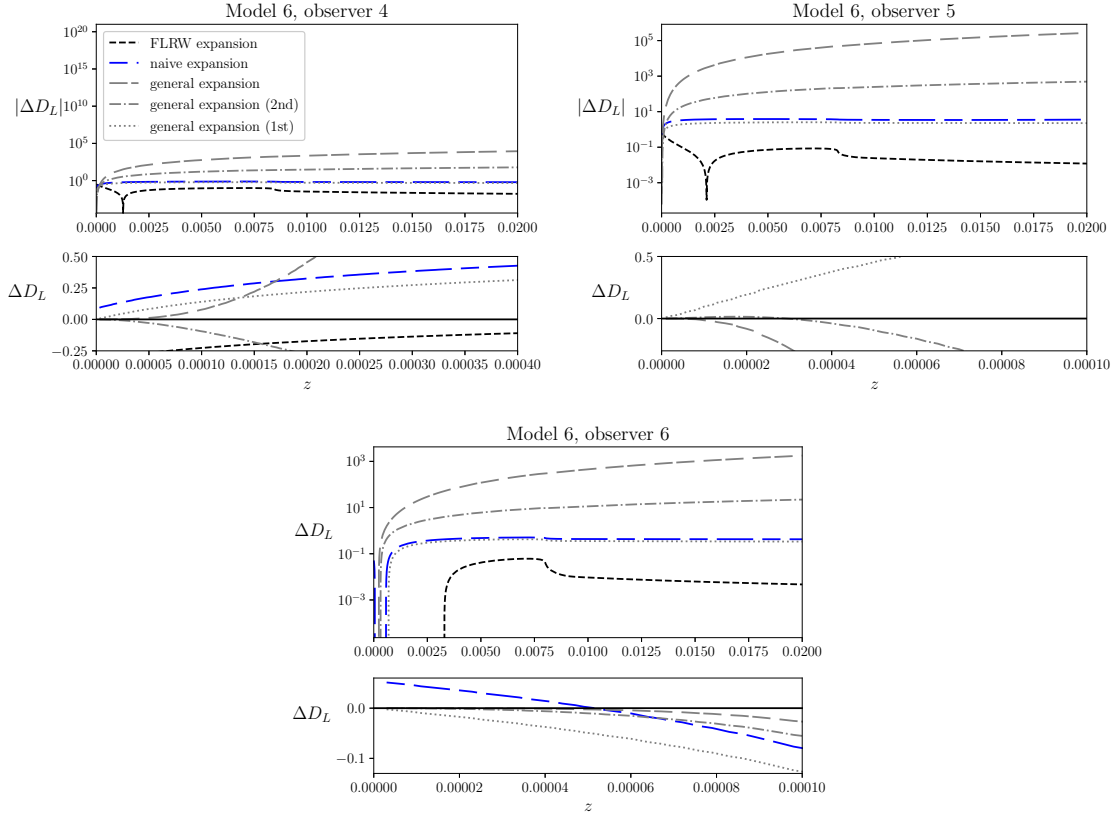 Model 6, observer 4
10^20
10^15
|ΔD_L| 10^10
10^5
10^0
FLRW expansion
naive expansion
general expansion
general expansion (2nd)
general expansion (1st)
0.0000 0.0025 0.0050 0.0075 0.0100 0.0125 0.0150 0.0175 0.0200
0.50
0.25
ΔD_L
0.00
−0.25
0.00000 0.00005 0.00010 0.00015 0.00020 0.00025 0.00030 0.00035 0.00040
z
Model 6, observer 5
10^5
10^3
|ΔD_L| 10^1
10^−1
10^−3
0.0000 0.0025 0.0050 0.0075 0.0100 0.0125 0.0150 0.0175 0.0200
0.5
ΔD_L
0.0
0.00000 0.00002 0.00004 0.00006 0.00008 0.00010
z
Model 6, observer 6
10^3
10^1
ΔD_L
10^−1
10^−3
0.0000 0.0025 0.0050 0.0075 0.0100 0.0125 0.0150 0.0175 0.0200
ΔD_L 0.0
−0.1
0.00000 0.00002 0.00004 0.00006 0.00008 0.00010
z